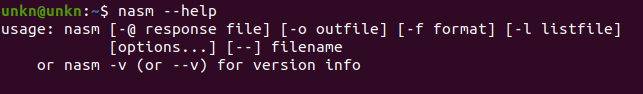 unkn@unkn:~$ nasm --help
usage: nasm [-@ response file] [-o outfile] [-f format] [-l listfile]
            [options...] [--] filename
    or nasm -v (or --v) for version info